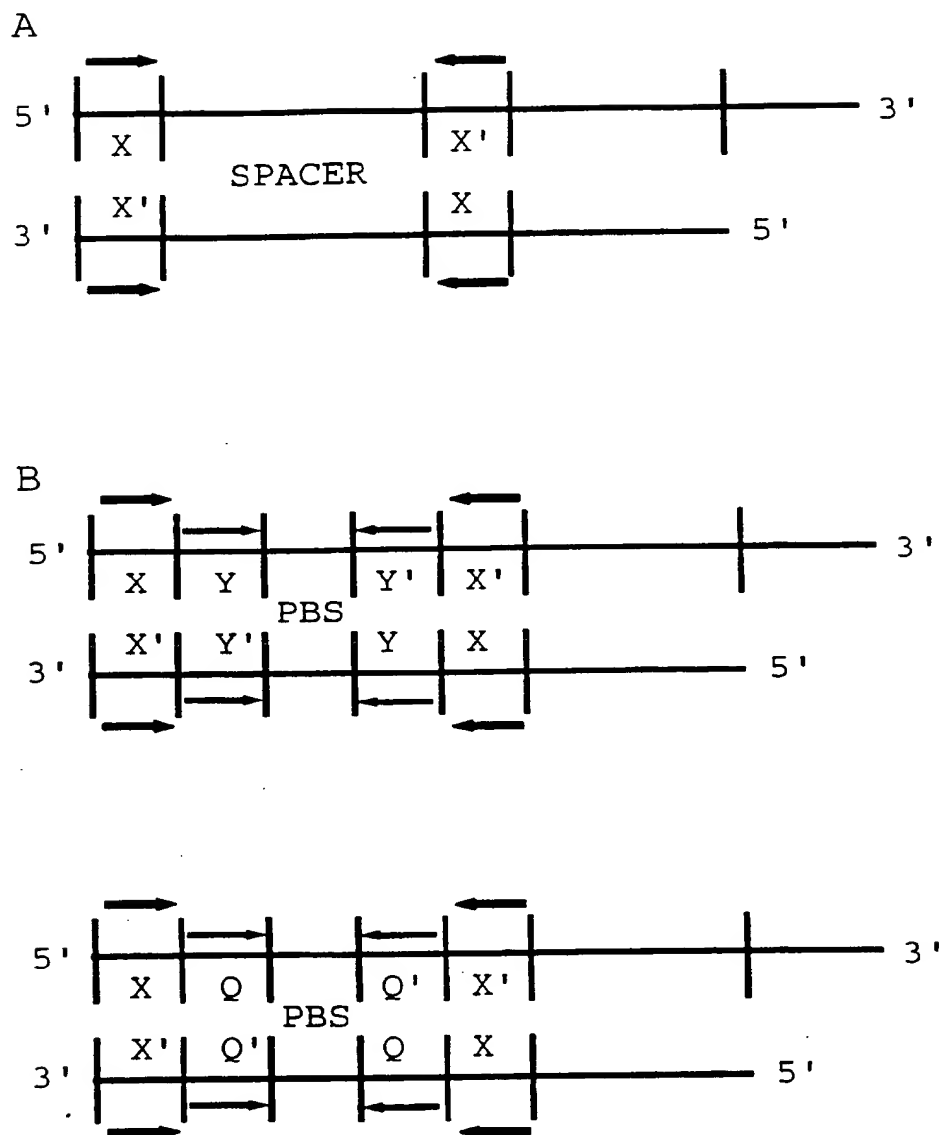 A
5' 3'
X X'
SPACER
X' X
3' 5'
B
5' 3'
X Y Y' X'
PBS
X' Y' Y X
3' 5'
5' 3'
X Q Q' X'
PBS
X' Q' Q X
3' 5'